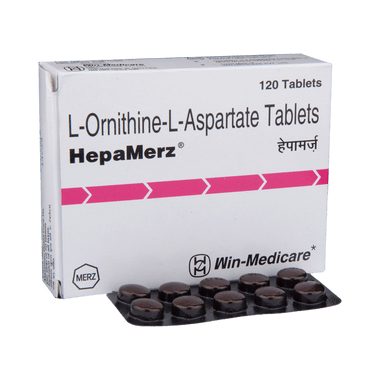 120 Tablets
L-Ornithine-L-Aspartate Tablets
HepaMerz®
हेपामर्ज़
MERZ
Win-Medicare*